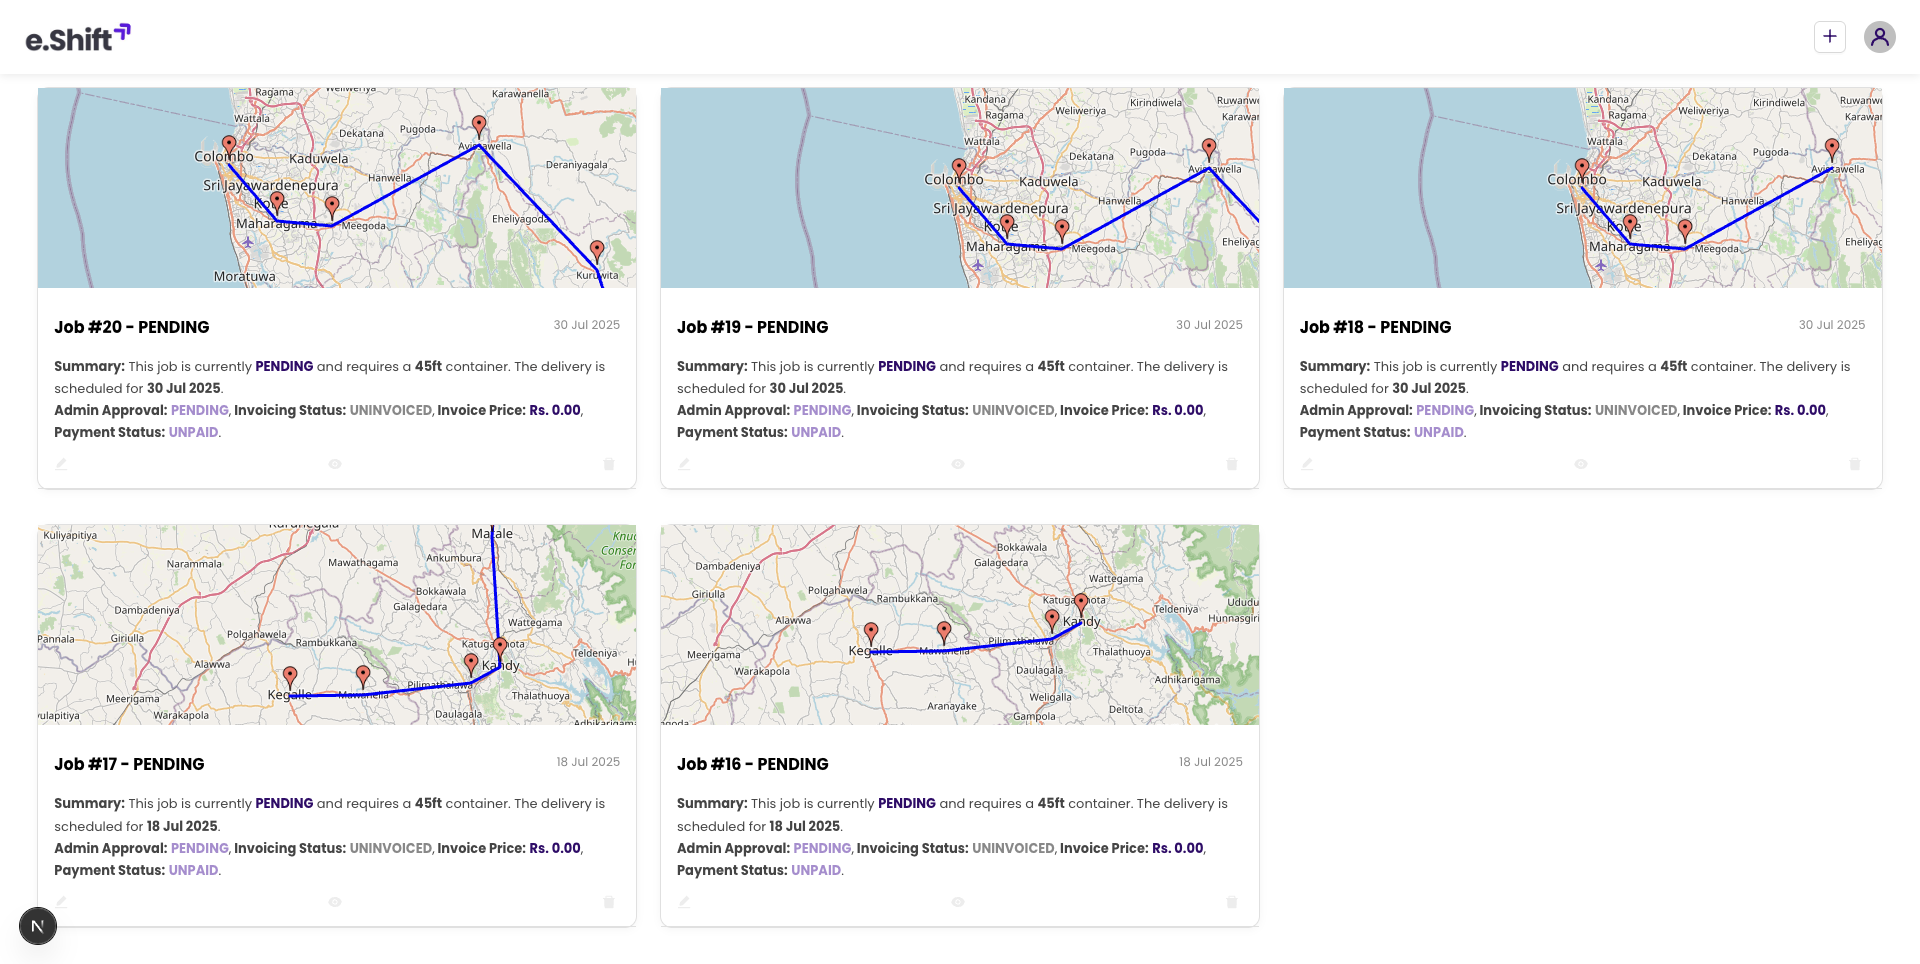 e.Shift
Ragama
Weliweriya
Karawanella
Wattala
Dekatana
Pugoda
Colombo
Kaduwela
Avissawella
Deraniyagala
Hanwella
Sri Jayawardenepura
Kotte
Maharagama
Meegoda
Eheliyagoda
Moratuwa
Kuruwita
Job #20 - PENDING
30 Jul 2025
Summary: This job is currently PENDING and requires a 45ft container. The delivery is
scheduled for 30 Jul 2025.
Admin Approval: PENDING, Invoicing Status: UNINVOICED, Invoice Price: Rs. 0.00,
Payment Status: UNPAID.
Kandana
Ragama
Weliweriya
Kirindiwela
Ruwanwe
Karawan
Wattala
Dekatana
Pugoda
Colombo
Kaduwela
Avissawella
Hanwella
Sri Jayawardenepura
Kotte
Maharagama
Meegoda
Eheliyag
Job #19 - PENDING
30 Jul 2025
Summary: This job is currently PENDING and requires a 45ft container. The delivery is
scheduled for 30 Jul 2025.
Admin Approval: PENDING, Invoicing Status: UNINVOICED, Invoice Price: Rs. 0.00,
Payment Status: UNPAID.
Kandana
Ragama
Weliweriya
Kirindiwela
Ruwanwe
Karawar
Wattala
Dekatana
Pugoda
Colombo
Kaduwela
Avissawella
Hanwella
Sri Jayawardenepura
Kotte
Maharagama
Meegoda
Eheliyag
Job #18 - PENDING
30 Jul 2025
Summary: This job is currently PENDING and requires a 45ft container. The delivery is
scheduled for 30 Jul 2025.
Admin Approval: PENDING, Invoicing Status: UNINVOICED, Invoice Price: Rs. 0.00,
Payment Status: UNPAID.
Kurunegala
Kuliyapitiya
Matale
Knuc
Conser
For
Narammala
Mawathagama
Ankumbura
Bokkawala
Galagedara
Dambadeniya
Wattegama
Pannala
Giriulla
Polgahawela
Rambukkana
Katugastota
Teldeniya
Alawwa
Kandy
Kegalle
Mawanella
Pilimathalawa
Meerigama
Thalathuoya
Warakapola
Daulagala
vulapitiya
Adhikarigama
Job #17 - PENDING
18 Jul 2025
Summary: This job is currently PENDING and requires a 45ft container. The delivery is
scheduled for 18 Jul 2025.
Admin Approval: PENDING, Invoicing Status: UNINVOICED, Invoice Price: Rs. 0.00,
Payment Status: UNPAID.
Bokkawala
Galagedara
Dambadeniya
Wattegama
Giriulla
Polgahawela
Rambukkana
Katugastota
Teldeniya
Ududu
Hunnasgiri
Alawwa
Kandy
Kegalle
Mawanella
Pilimathalawa
Meerigama
Thalathuoya
Warakapola
Daulagala
Adhikarigama
Weligalla
Aranayake
Deltota
Gampola
goda
Job #16 - PENDING
18 Jul 2025
Summary: This job is currently PENDING and requires a 45ft container. The delivery is
scheduled for 18 Jul 2025.
Admin Approval: PENDING, Invoicing Status: UNINVOICED, Invoice Price: Rs. 0.00,
Payment Status: UNPAID.
N